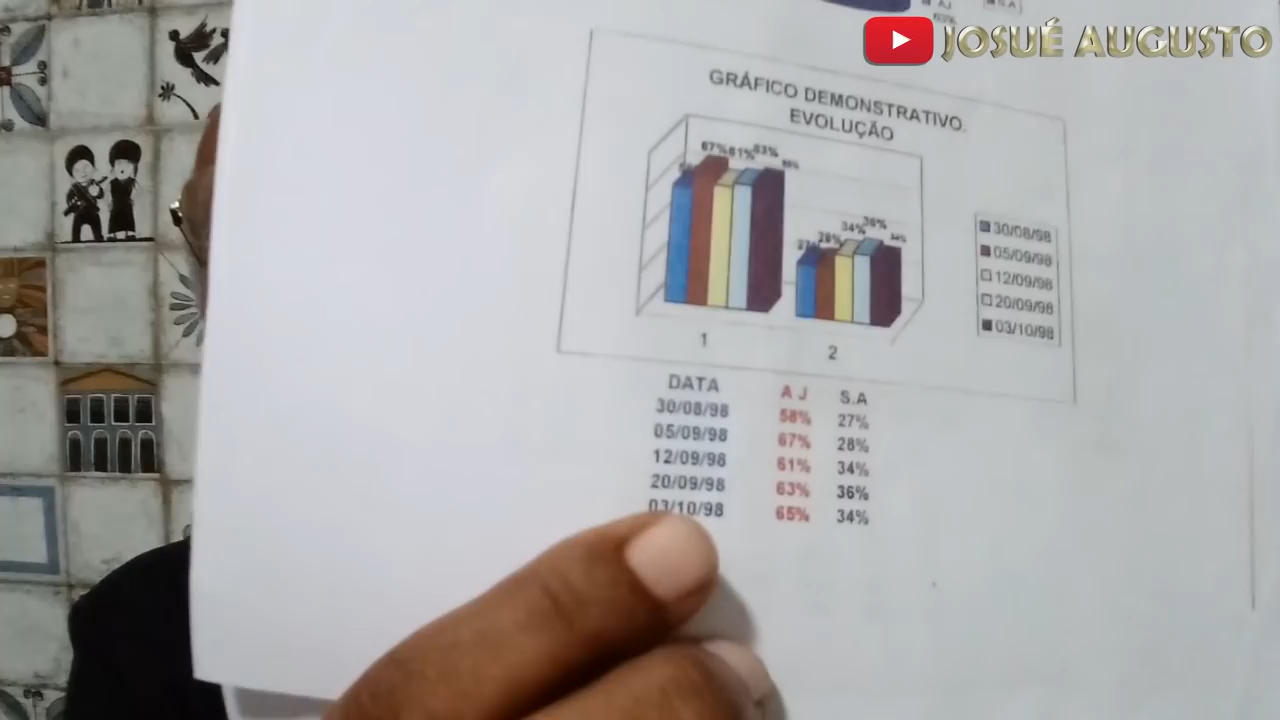 AJ
S.A
63%
JOSUÉ AUGUSTO
GRÁFICO DEMONSTRATIVO.
EVOLUÇÃO
67% 61% 63%
28% 34% 36%
30/08/98
05/09/98
12/09/98
20/09/98
03/10/98
1 2
DATA A J S.A
30/08/98 58% 27%
05/09/98 67% 28%
12/09/98 61% 34%
20/09/98 63% 36%
03/10/98 65% 34%